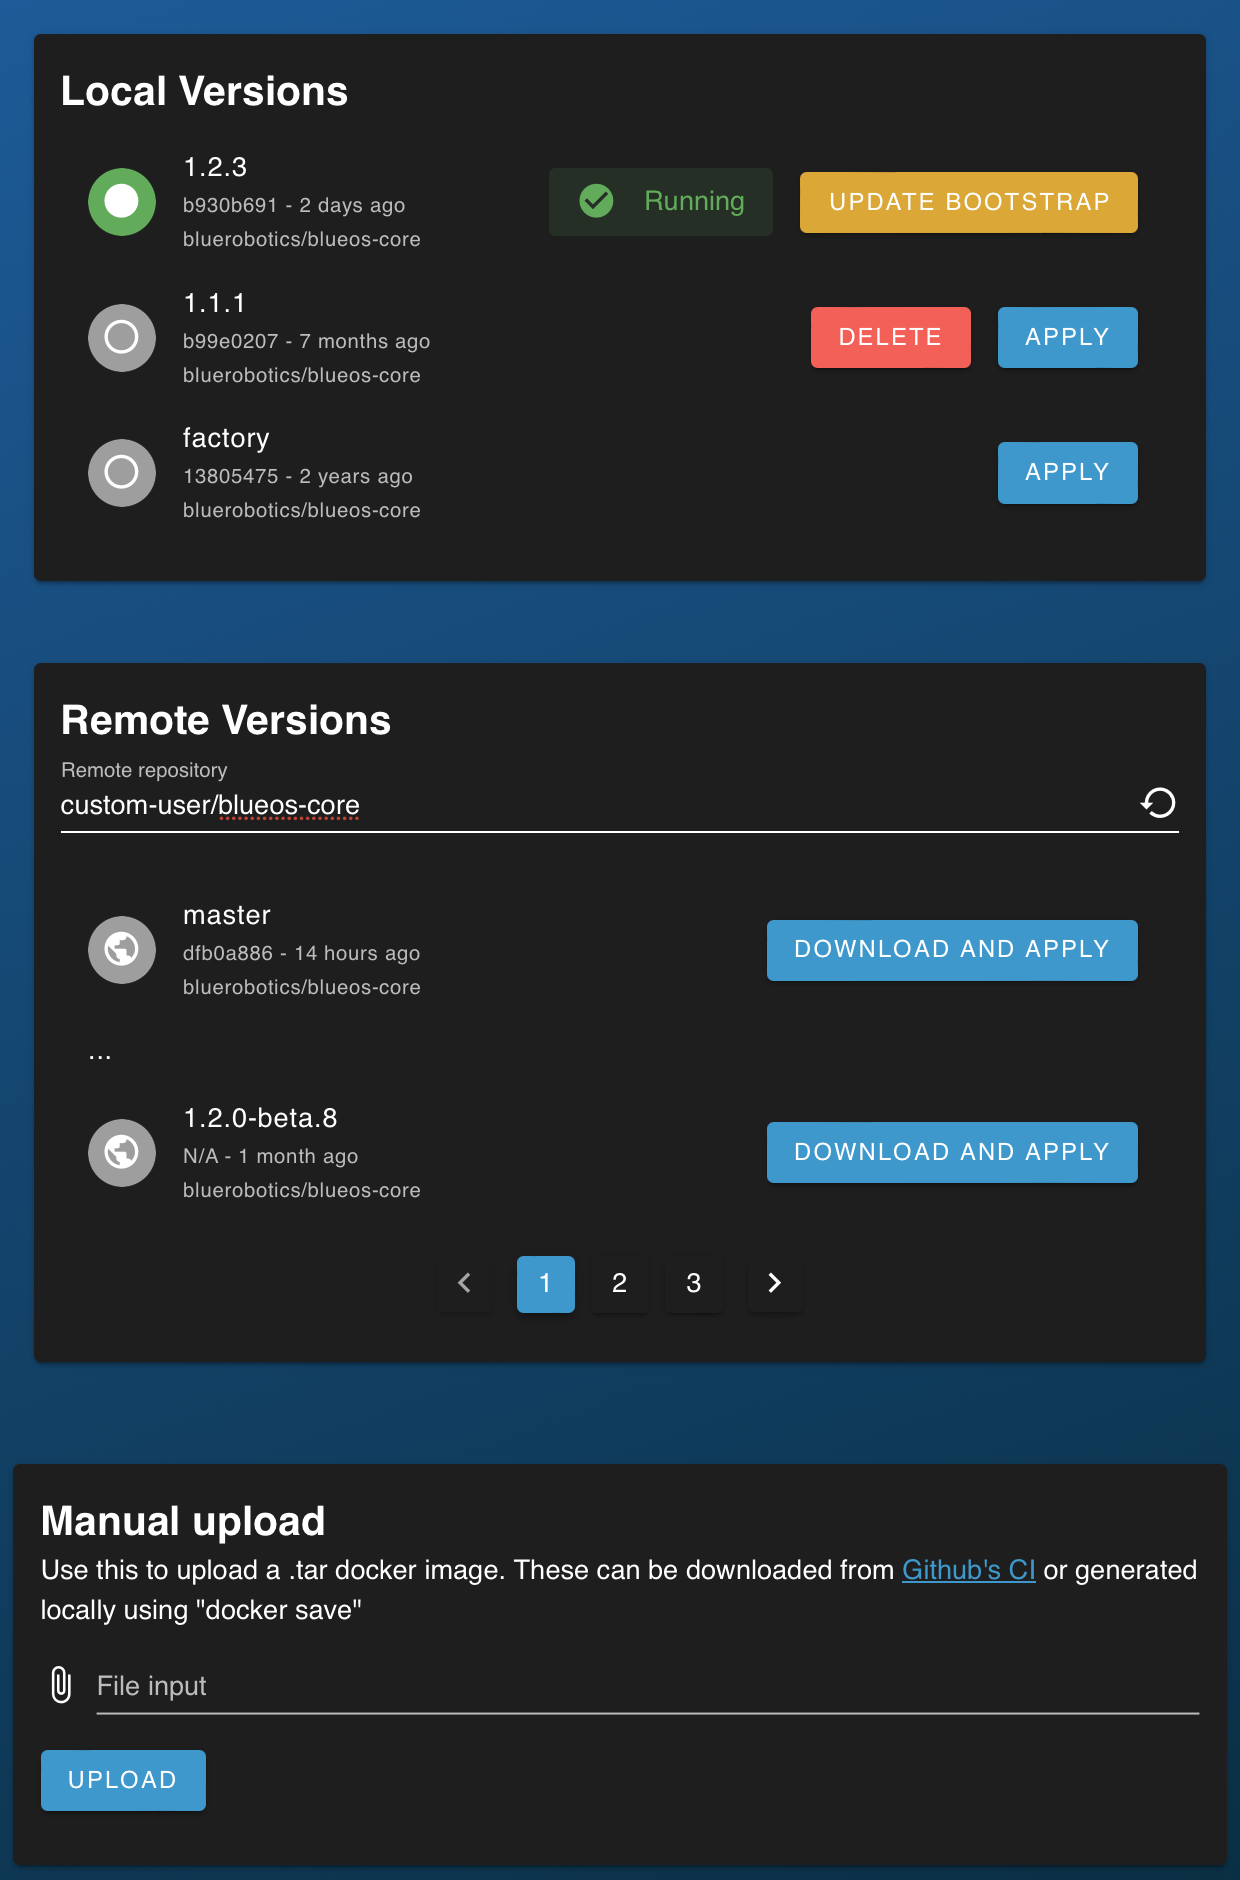 Local Versions
1.2.3
b930b691 - 2 days ago
bluerobotics/blueos-core
Running
UPDATE BOOTSTRAP
1.1.1
b99e0207 - 7 months ago
bluerobotics/blueos-core
DELETE
APPLY
factory
13805475 - 2 years ago
bluerobotics/blueos-core
APPLY
Remote Versions
Remote repository
custom-user/blueos-core
master
dfb0a886 - 14 hours ago
bluerobotics/blueos-core
DOWNLOAD AND APPLY
...
1.2.0-beta.8
N/A - 1 month ago
bluerobotics/blueos-core
DOWNLOAD AND APPLY
1 2 3
Manual upload
Use this to upload a .tar docker image. These can be downloaded from Github's CI or generated
locally using "docker save"
File input
UPLOAD